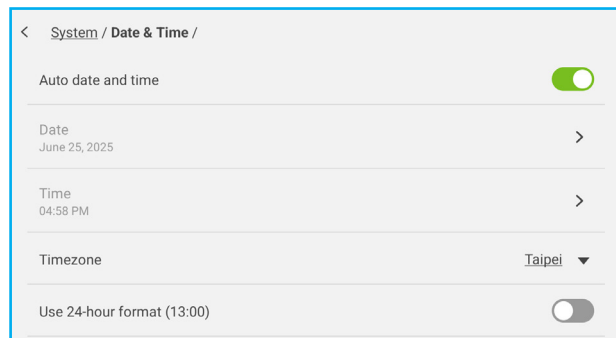 System / Date & Time /
Auto date and time
Date
June 25, 2025
Time
04:58 PM
Timezone Taipei
Use 24-hour format (13:00)